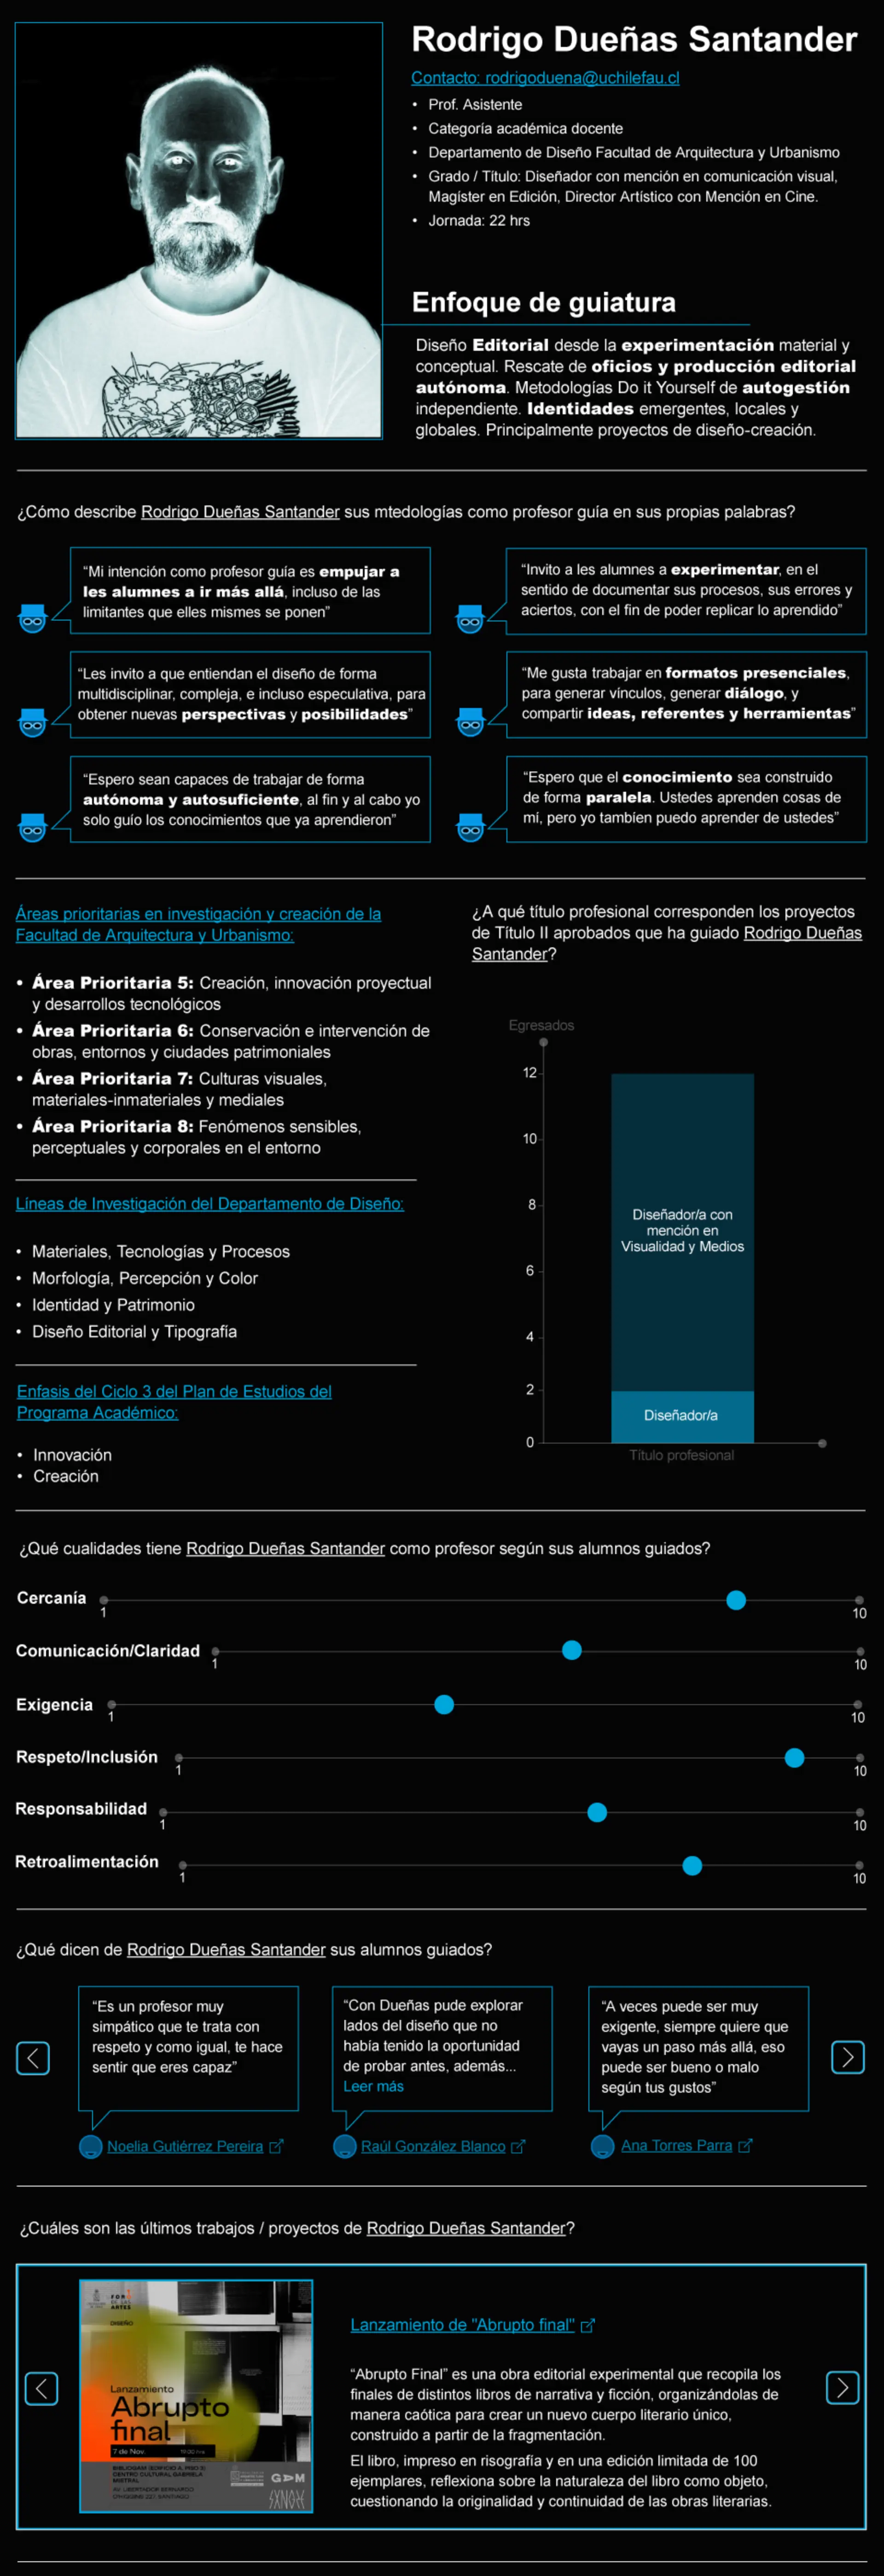 Rodrigo Dueñas Santander
Contacto: rodrigoduena@uchilefau.cl
• Prof. Asistente
• Categoría académica docente
• Departamento de Diseño Facultad de Arquitectura y Urbanismo
• Grado / Título: Diseñador con mención en comunicación visual,
Magíster en Edición, Director Artístico con Mención en Cine.
• Jornada: 22 hrs
Enfoque de guiatura
Diseño Editorial desde la experimentación material y
conceptual. Rescate de oficios y producción editorial
autónoma. Metodologías Do it Yourself de autogestión
independiente. Identidades emergentes, locales y
globales. Principalmente proyectos de diseño-creación.
¿Cómo describe Rodrigo Dueñas Santander sus mtedologías como profesor guía en sus propias palabras?
“Mi intención como profesor guía es empujar a
les alumnes a ir más allá, incluso de las
limitantes que elles mismes se ponen”
“Invito a les alumnes a experimentar, en el
sentido de documentar sus procesos, sus errores y
aciertos, con el fin de poder replicar lo aprendido”
“Les invito a que entiendan el diseño de forma
multidisciplinar, compleja, e incluso especulativa, para
obtener nuevas perspectivas y posibilidades”
“Me gusta trabajar en formatos presenciales,
para generar vínculos, generar diálogo, y
compartir ideas, referentes y herramientas”
“Espero sean capaces de trabajar de forma
autónoma y autosuficiente, al fin y al cabo yo
solo guío los conocimientos que ya aprendieron”
“Espero que el conocimiento sea construido
de forma paralela. Ustedes aprenden cosas de
mí, pero yo tambíen puedo aprender de ustedes”
Áreas prioritarias en investigación y creación de la
Facultad de Arquitectura y Urbanismo:
• Área Prioritaria 5: Creación, innovación proyectual
y desarrollos tecnológicos
• Área Prioritaria 6: Conservación e intervención de
obras, entornos y ciudades patrimoniales
• Área Prioritaria 7: Culturas visuales,
materiales-inmateriales y mediales
• Área Prioritaria 8: Fenómenos sensibles,
perceptuales y corporales en el entorno
Líneas de Investigación del Departamento de Diseño:
• Materiales, Tecnologías y Procesos
• Morfología, Percepción y Color
• Identidad y Patrimonio
• Diseño Editorial y Tipografía
Enfasis del Ciclo 3 del Plan de Estudios del
Programa Académico:
• Innovación
• Creación
¿A qué título profesional corresponden los proyectos
de Título II aprobados que ha guiado Rodrigo Dueñas
Santander?
Egresados
12
10
8
6
4
2
0
Diseñador/a con
mención en
Visualidad y Medios
Diseñador/a
Título profesional
¿Qué cualidades tiene Rodrigo Dueñas Santander como profesor según sus alumnos guiados?
Cercanía
1
10
Comunicación/Claridad
1
10
Exigencia
1
10
Respeto/Inclusión
1
10
Responsabilidad
1
10
Retroalimentación
1
10
¿Qué dicen de Rodrigo Dueñas Santander sus alumnos guiados?
“Es un profesor muy
simpático que te trata con
respeto y como igual, te hace
sentir que eres capaz”
Noelia Gutiérrez Pereira
“Con Dueñas pude explorar
lados del diseño que no
había tenido la oportunidad
de probar antes, además...
Leer más
Raúl González Blanco
“A veces puede ser muy
exigente, siempre quiere que
vayas un paso más allá, eso
puede ser bueno o malo
según tus gustos”
Ana Torres Parra
¿Cuáles son las últimos trabajos / proyectos de Rodrigo Dueñas Santander?
DISEÑO
Lanzamiento
Abrupto
final
7 de Nov.
19:30 hrs
BIBLIOGAM (EDIFICIO A, PISO 2)
CENTRO CULTURAL GABRIELA
MISTRAL
AV. LIBERTADOR BERNARDO
O'HIGGINS 227, SANTIAGO
GAM
Lanzamiento de "Abrupto final"
“Abrupto Final” es una obra editorial experimental que recopila los
finales de distintos libros de narrativa y ficción, organizándolas de
manera caótica para crear un nuevo cuerpo literario único,
construido a partir de la fragmentación.
El libro, impreso en risografía y en una edición limitada de 100
ejemplares, reflexiona sobre la naturaleza del libro como objeto,
cuestionando la originalidad y continuidad de las obras literarias.